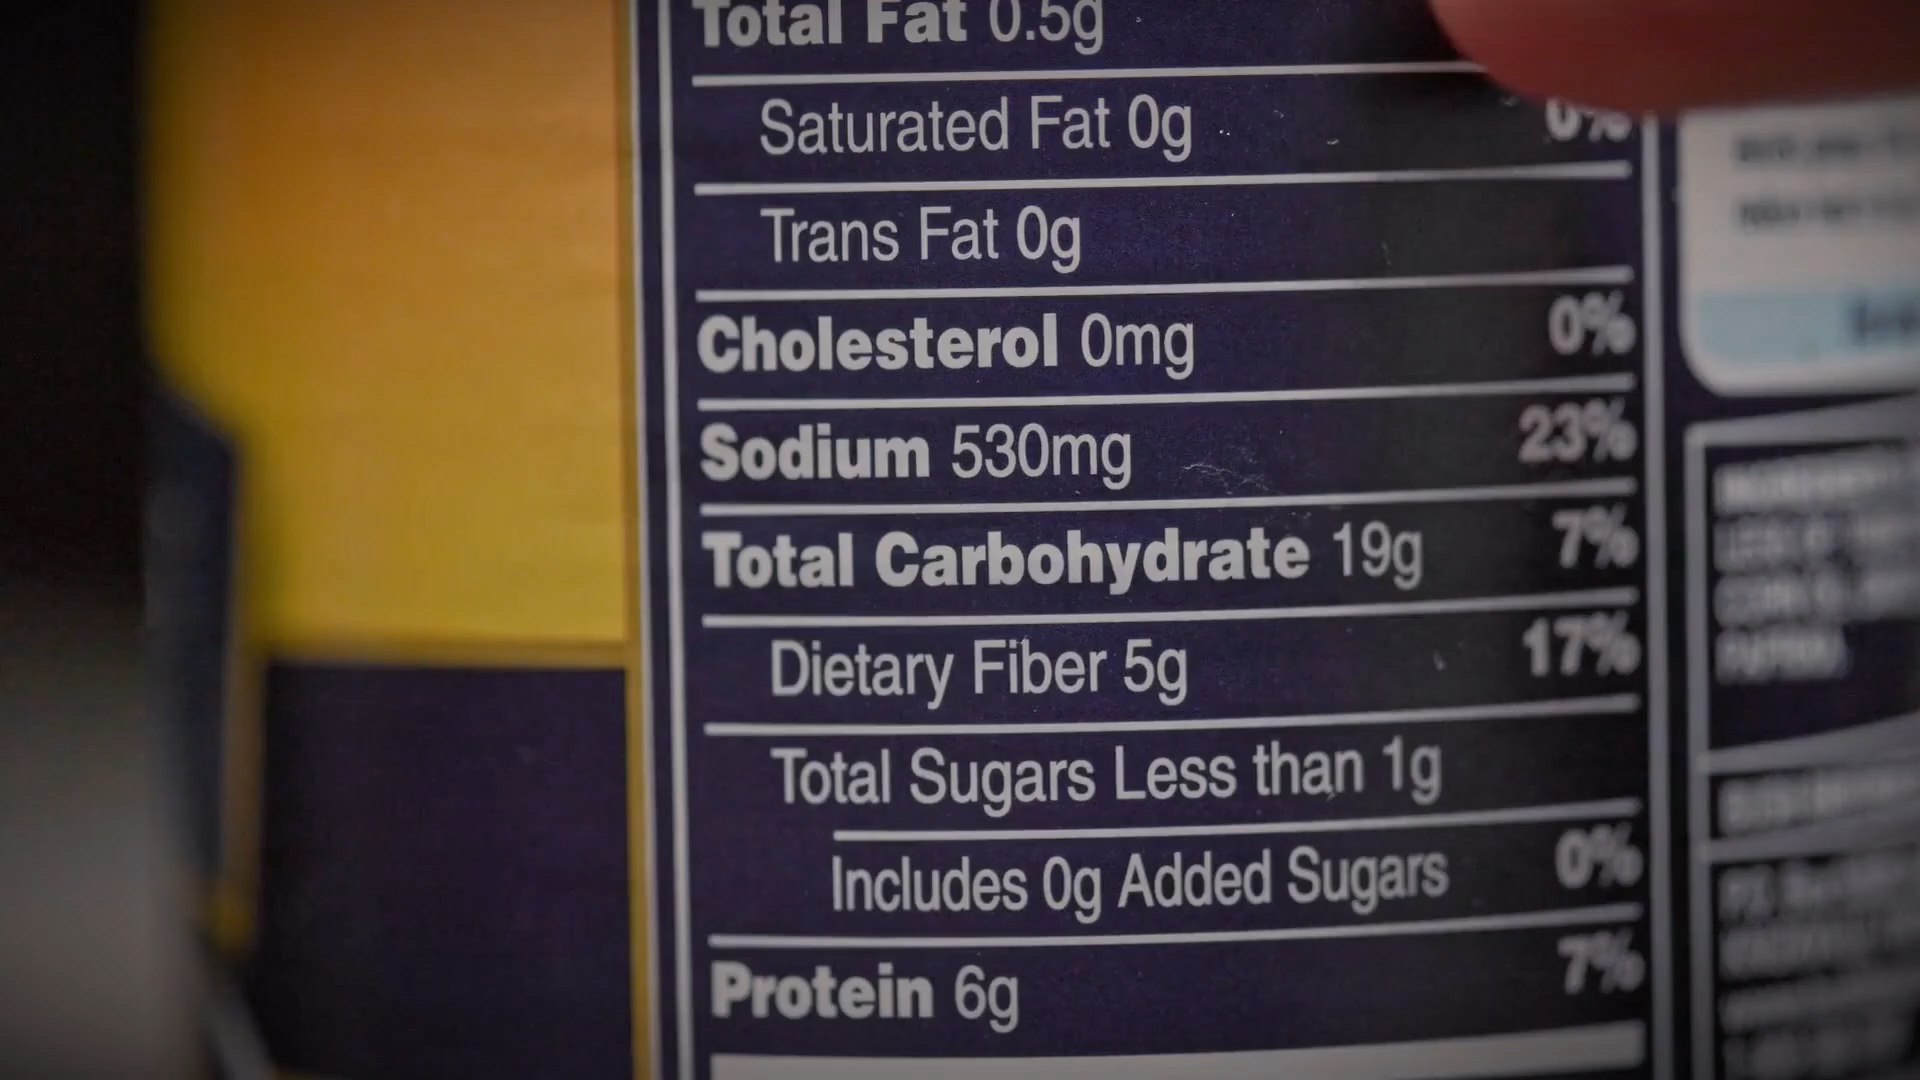 Total Fat 0.5g
Saturated Fat 0g 0%
Trans Fat 0g
Cholesterol 0mg 0%
Sodium 530mg 23%
Total Carbohydrate 19g 7%
Dietary Fiber 5g 17%
Total Sugars Less than 1g
Includes 0g Added Sugars 0%
Protein 6g 7%